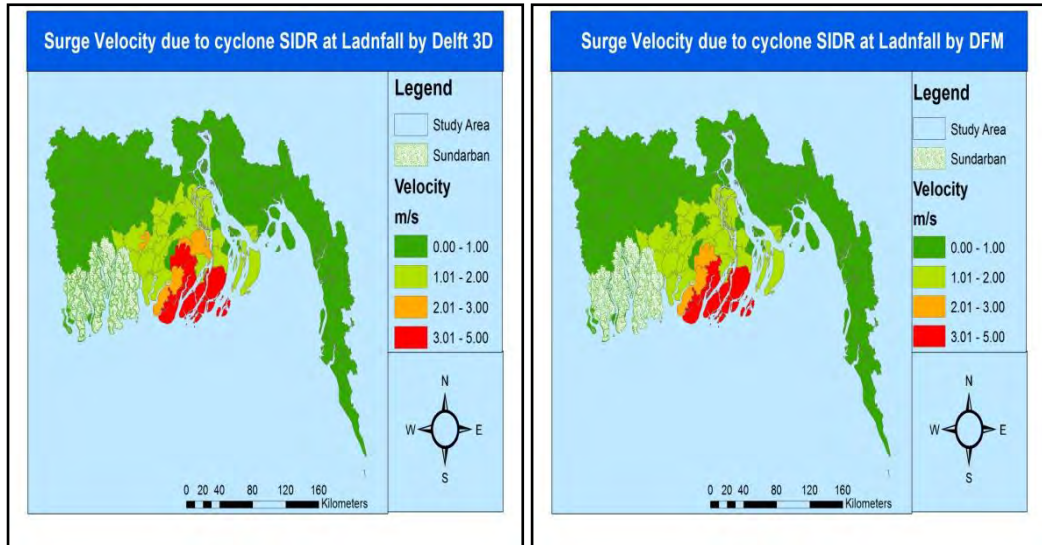 Surge Velocity due to cyclone SIDR at Ladnfall by Delft 3D
Legend
Study Area
Sundarban
Velocity
m/s
0.00 - 1.00
1.01 - 2.00
2.01 - 3.00
3.01 - 5.00
N
W E
S
0 20 40 80 120 160
Kilometers
Surge Velocity due to cyclone SIDR at Ladnfall by DFM
Legend
Study Area
Sundarban
Velocity
m/s
0.00 - 1.00
1.01 - 2.00
2.01 - 3.00
3.01 - 5.00
N
W E
S
0 20 40 80 120 160
Kilometers